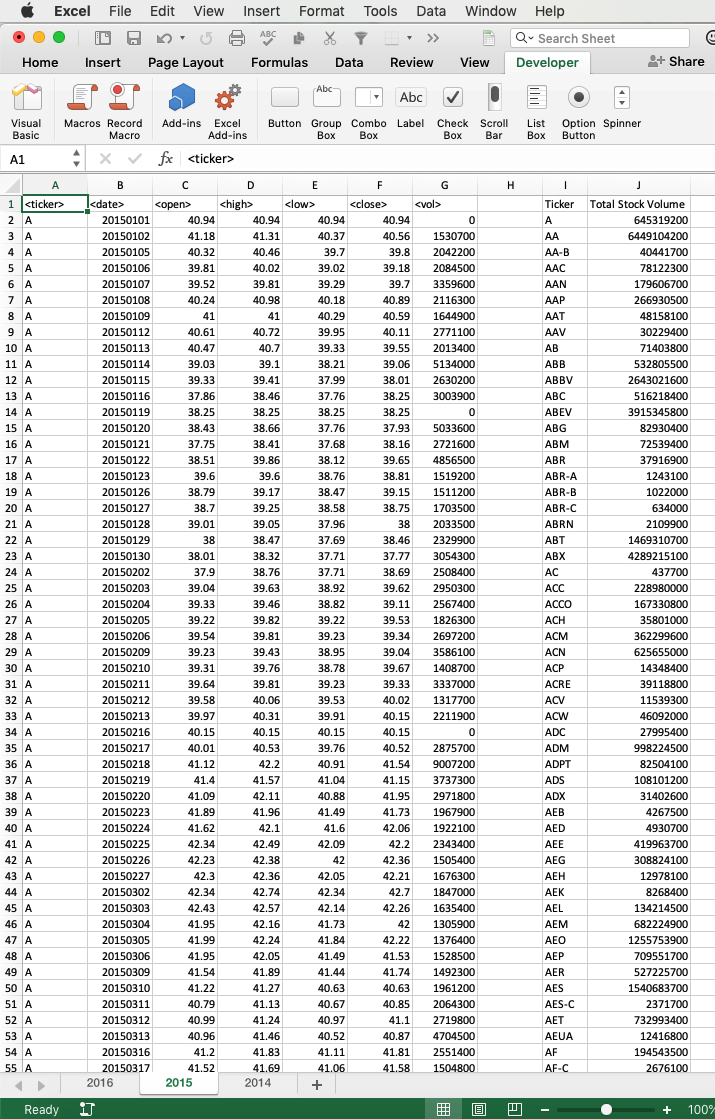 Excel File Edit View Insert Format Tools Data Window Help
ABC Search Sheet
Home Insert Page Layout Formulas Data Review View Developer Share
Abc Abc
Visual Basic Macros Record Macro Add-ins Excel Add-ins Button Group Box Combo Box Label Check Box Scroll Bar List Box Option Button Spinner
A1 fx <ticker>
A B C D E F G H I J
1 <ticker> <date> <open> <high> <low> <close> <vol> Ticker Total Stock Volume
2 A 20150101 40.94 40.94 40.94 40.94 0 A 645319200
3 A 20150102 41.18 41.31 40.37 40.56 1530700 AA 6449104200
4 A 20150105 40.32 40.46 39.7 39.8 2042200 AA-B 40441700
5 A 20150106 39.81 40.02 39.02 39.18 2084500 AAC 78122300
6 A 20150107 39.52 39.81 39.29 39.7 3359600 AAN 179606700
7 A 20150108 40.24 40.98 40.18 40.89 2116300 AAP 266930500
8 A 20150109 41 41 40.29 40.59 1644900 AAT 48158100
9 A 20150112 40.61 40.72 39.95 40.11 2771100 AAV 30229400
10 A 20150113 40.47 40.7 39.33 39.55 2013400 AB 71403800
11 A 20150114 39.03 39.1 38.21 39.06 5134000 ABB 532805500
12 A 20150115 39.33 39.41 37.99 38.01 2630200 ABBV 2643021600
13 A 20150116 37.86 38.46 37.76 38.25 3003900 ABC 516218400
14 A 20150119 38.25 38.25 38.25 38.25 0 ABEV 3915345800
15 A 20150120 38.43 38.66 37.76 37.93 5033600 ABG 82930400
16 A 20150121 37.75 38.41 37.68 38.16 2721600 ABM 72539400
17 A 20150122 38.51 39.86 38.12 39.65 4856500 ABR 37916900
18 A 20150123 39.6 39.6 38.76 38.81 1519200 ABR-A 1243100
19 A 20150126 38.79 39.17 38.47 39.15 1511200 ABR-B 1022000
20 A 20150127 38.7 39.25 38.58 38.75 1703500 ABR-C 634000
21 A 20150128 39.01 39.05 37.96 38 2033500 ABRN 2109900
22 A 20150129 38 38.47 37.69 38.46 2329900 ABT 1469310700
23 A 20150130 38.01 38.32 37.71 37.77 3054300 ABX 4289215100
24 A 20150202 37.9 38.76 37.71 38.69 2508400 AC 437700
25 A 20150203 39.04 39.63 38.92 39.62 2950300 ACC 228980000
26 A 20150204 39.33 39.46 38.82 39.11 2567400 ACCO 167330800
27 A 20150205 39.22 39.82 39.22 39.53 1826300 ACH 35801000
28 A 20150206 39.54 39.81 39.23 39.34 2697200 ACM 362299600
29 A 20150209 39.23 39.43 38.95 39.04 3586100 ACN 625655000
30 A 20150210 39.31 39.76 38.78 39.67 1408700 ACP 14348400
31 A 20150211 39.64 39.81 39.23 39.33 3337000 ACRE 39118800
32 A 20150212 39.58 40.06 39.53 40.02 1317700 ACV 11539300
33 A 20150213 39.97 40.31 39.91 40.15 2211900 ACW 46092000
34 A 20150216 40.15 40.15 40.15 40.15 0 ADC 27995400
35 A 20150217 40.01 40.53 39.76 40.52 2875700 ADM 998224500
36 A 20150218 41.12 42.2 40.91 41.54 9007200 ADPT 82504100
37 A 20150219 41.4 41.57 41.04 41.15 3737300 ADS 108101200
38 A 20150220 41.09 42.11 40.88 41.95 2971800 ADX 31402600
39 A 20150223 41.89 41.96 41.49 41.73 1967900 AEB 4267500
40 A 20150224 41.62 42.1 41.6 42.06 1922100 AED 4930700
41 A 20150225 42.34 42.49 42.09 42.2 2343400 AEE 419963700
42 A 20150226 42.23 42.38 42 42.36 1505400 AEG 308824100
43 A 20150227 42.3 42.36 42.05 42.21 1676300 AEH 12978100
44 A 20150302 42.34 42.74 42.34 42.7 1847000 AEK 8268400
45 A 20150303 42.43 42.57 42.14 42.26 1635400 AEL 134214500
46 A 20150304 41.95 42.16 41.73 42 1305900 AEM 682224900
47 A 20150305 41.99 42.24 41.84 42.22 1376400 AEO 1255753900
48 A 20150306 41.95 42.05 41.49 41.53 1528500 AEP 709551700
49 A 20150309 41.54 41.89 41.44 41.74 1492300 AER 527225700
50 A 20150310 41.22 41.27 40.63 40.63 1961200 AES 1540683700
51 A 20150311 40.79 41.13 40.67 40.85 2064300 AES-C 2371700
52 A 20150312 40.99 41.24 40.97 41.1 2719800 AET 732993400
53 A 20150313 40.96 41.46 40.52 40.87 4704500 AEUA 12416800
54 A 20150316 41.2 41.83 41.11 41.81 2551400 AF 194543500
55 A 20150317 41.52 41.69 41.06 41.58 1504800 AF-C 2676100
2016 2015 2014 +
Ready 100%